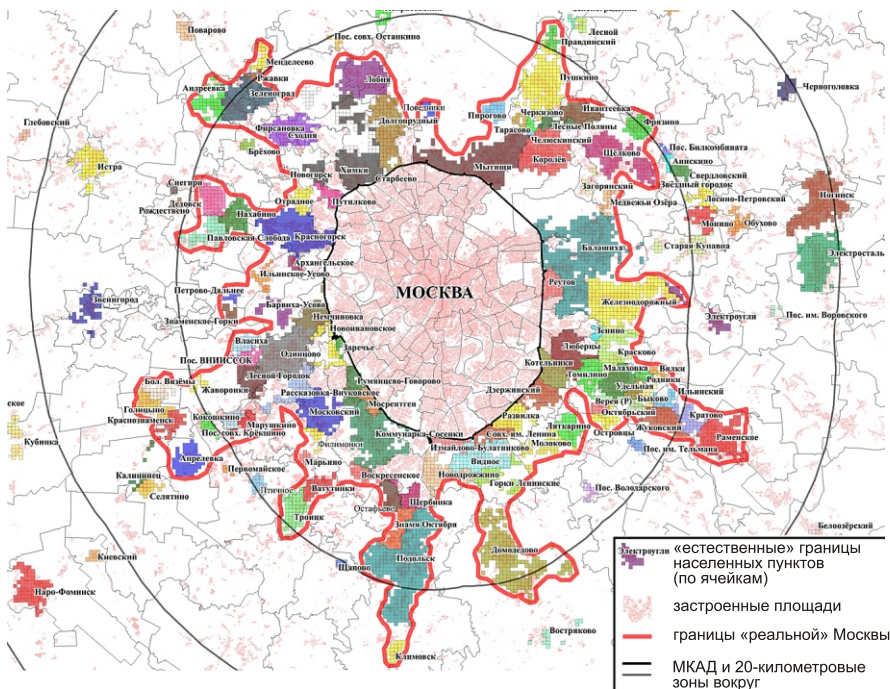 Поварово
Пос. совх. Останкино
Лесной
Правдинский
Менделеево
Ржавки
Андреевка
Зеленоград
Лобня
Пушкино
Черноголовка
Поведники
Пирогово
Черкизово
Ивантеевка
Долгопрудный
Тарасово
Лесные Поляны
Фрязино
Глебовский
Фирсановка
Сходня
Челюскинский
Пос. Билкомбината
Истра
Брёхово
Химки
Мытищи
Королёв
Щёлково
Анискино
Новогорск
Старбеево
Свердловский
Снегири
Загорянский
Звёздный городок
Дедовск
Отрадное
Путилково
Лосино-Петровский
Ногинск
Рождествено
Нахабино
Медвежьи Озёра
Монино
Обухово
Павловская Слобода
Красногорск
Балашиха
Старая Купавна
Электросталь
Архангельское
Ильинское-Усово
МОСКВА
Реутов
Петрово-Дальнее
Железнодорожный
Звенигород
Барвиха-Усово
Знаменское-Горки
Немчиновка
Электроугли
Пос. им. Воровского
Новоивановское
Зенино
Власиха
Заречье
Люберцы
Красково
Пос. ВНИИССОК
Одинцово
Котельники
Малаховка
Вялки
Лесной Городок
Румянцево-Говорово
Томилино
Родники
Бол. Вязёмы
Жаворонки
Удельная
Ильинский
Рассказовка-Внуковское
Дзержинский
Верея (Р)
Быково
ское
Голицыно
Мосрентген
Октябрьский
Кратово
Краснознаменск
Кокошкино
Московский
Развилка
Лыткарино
Жуковский
Марушкино
Раменское
Пос. совх. Крёкшино
Коммунарка-Сосенки
Совх. им. Ленина
Островцы
Кубинка
Филимонки
Измайлово-Булатниково
Молоково
Пос. им. Тельмана
Апрелевка
Марьино
Видное
Первомайское
Воскресенское
Новодрожжино
Калининец
Птичное
Ватутинки
Горки Ленинские
Пос. Володарского
Селятино
Щербинка
Остафьево
Троицк
Знамя Октября
Белоозёрский
Домодедово
Киевский
Подольск
Щапово
Наро-Фоминск
Востряково
Климовск
Электроугли
«естественные» границы
населенных пунктов
(по ячейкам)
застроенные площади
границы «реальной» Москвы
МКАД и 20-километровые
зоны вокруг